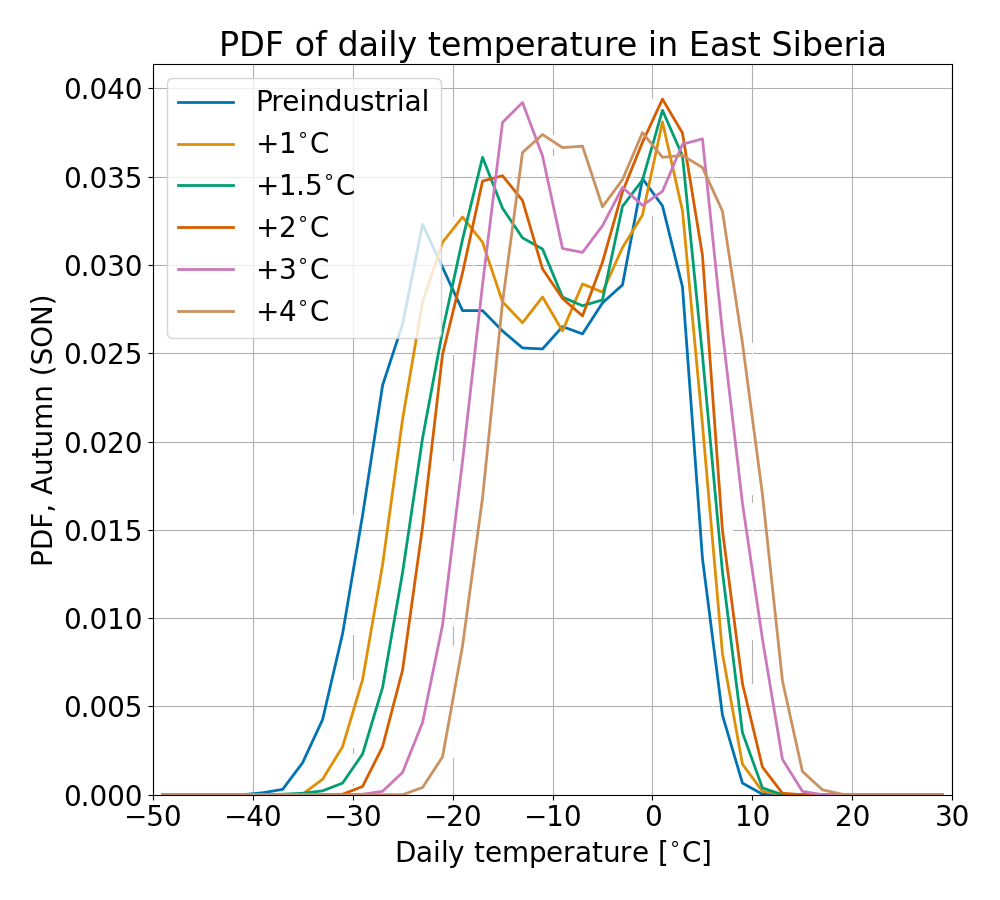 PDF of daily temperature in East Siberia
Preindustrial
+1°C
+1.5°C
+2°C
+3°C
+4°C
PDF, Autumn (SON)
0.040
0.035
0.030
0.025
0.020
0.015
0.010
0.005
0.000
−50 −40 −30 −20 −10 0 10 20 30
Daily temperature [°C]